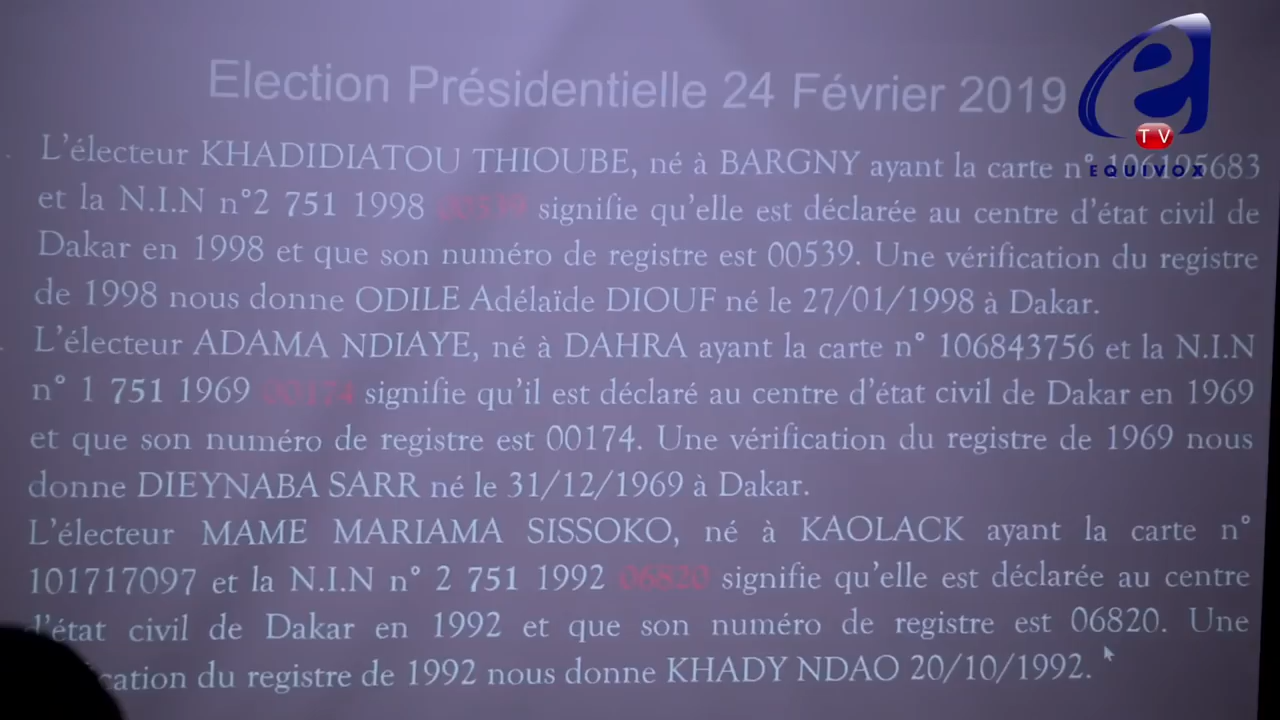 Election Présidentielle 24 Février 2019
L'électeur KHADIDIATOU THIOUBE, né à BARGNY ayant la carte n° 106195683
et la N.I.N n°2 751 1998 00539 signifie qu'elle est déclarée au centre d'état civil de
Dakar en 1998 et que son numéro de registre est 00539. Une vérification du registre
de 1998 nous donne ODILE Adélaïde DIOUF né le 27/01/1998 à Dakar.
L'électeur ADAMA NDIAYE, né à DAHRA ayant la carte n° 106843756 et la N.I.N
n° 1 751 1969 00174 signifie qu'il est déclaré au centre d'état civil de Dakar en 1969
et que son numéro de registre est 00174. Une vérification du registre de 1969 nous
donne DIEYNABA SARR né le 31/12/1969 à Dakar.
L'électeur MAME MARIAMA SISSOKO, né à KAOLACK ayant la carte n°
101717097 et la N.I.N n° 2 751 1992 06820 signifie qu'elle est déclarée au centre
d'état civil de Dakar en 1992 et que son numéro de registre est 06820. Une
cation du registre de 1992 nous donne KHADY NDAO 20/10/1992.
e
TV
EQUIVOX